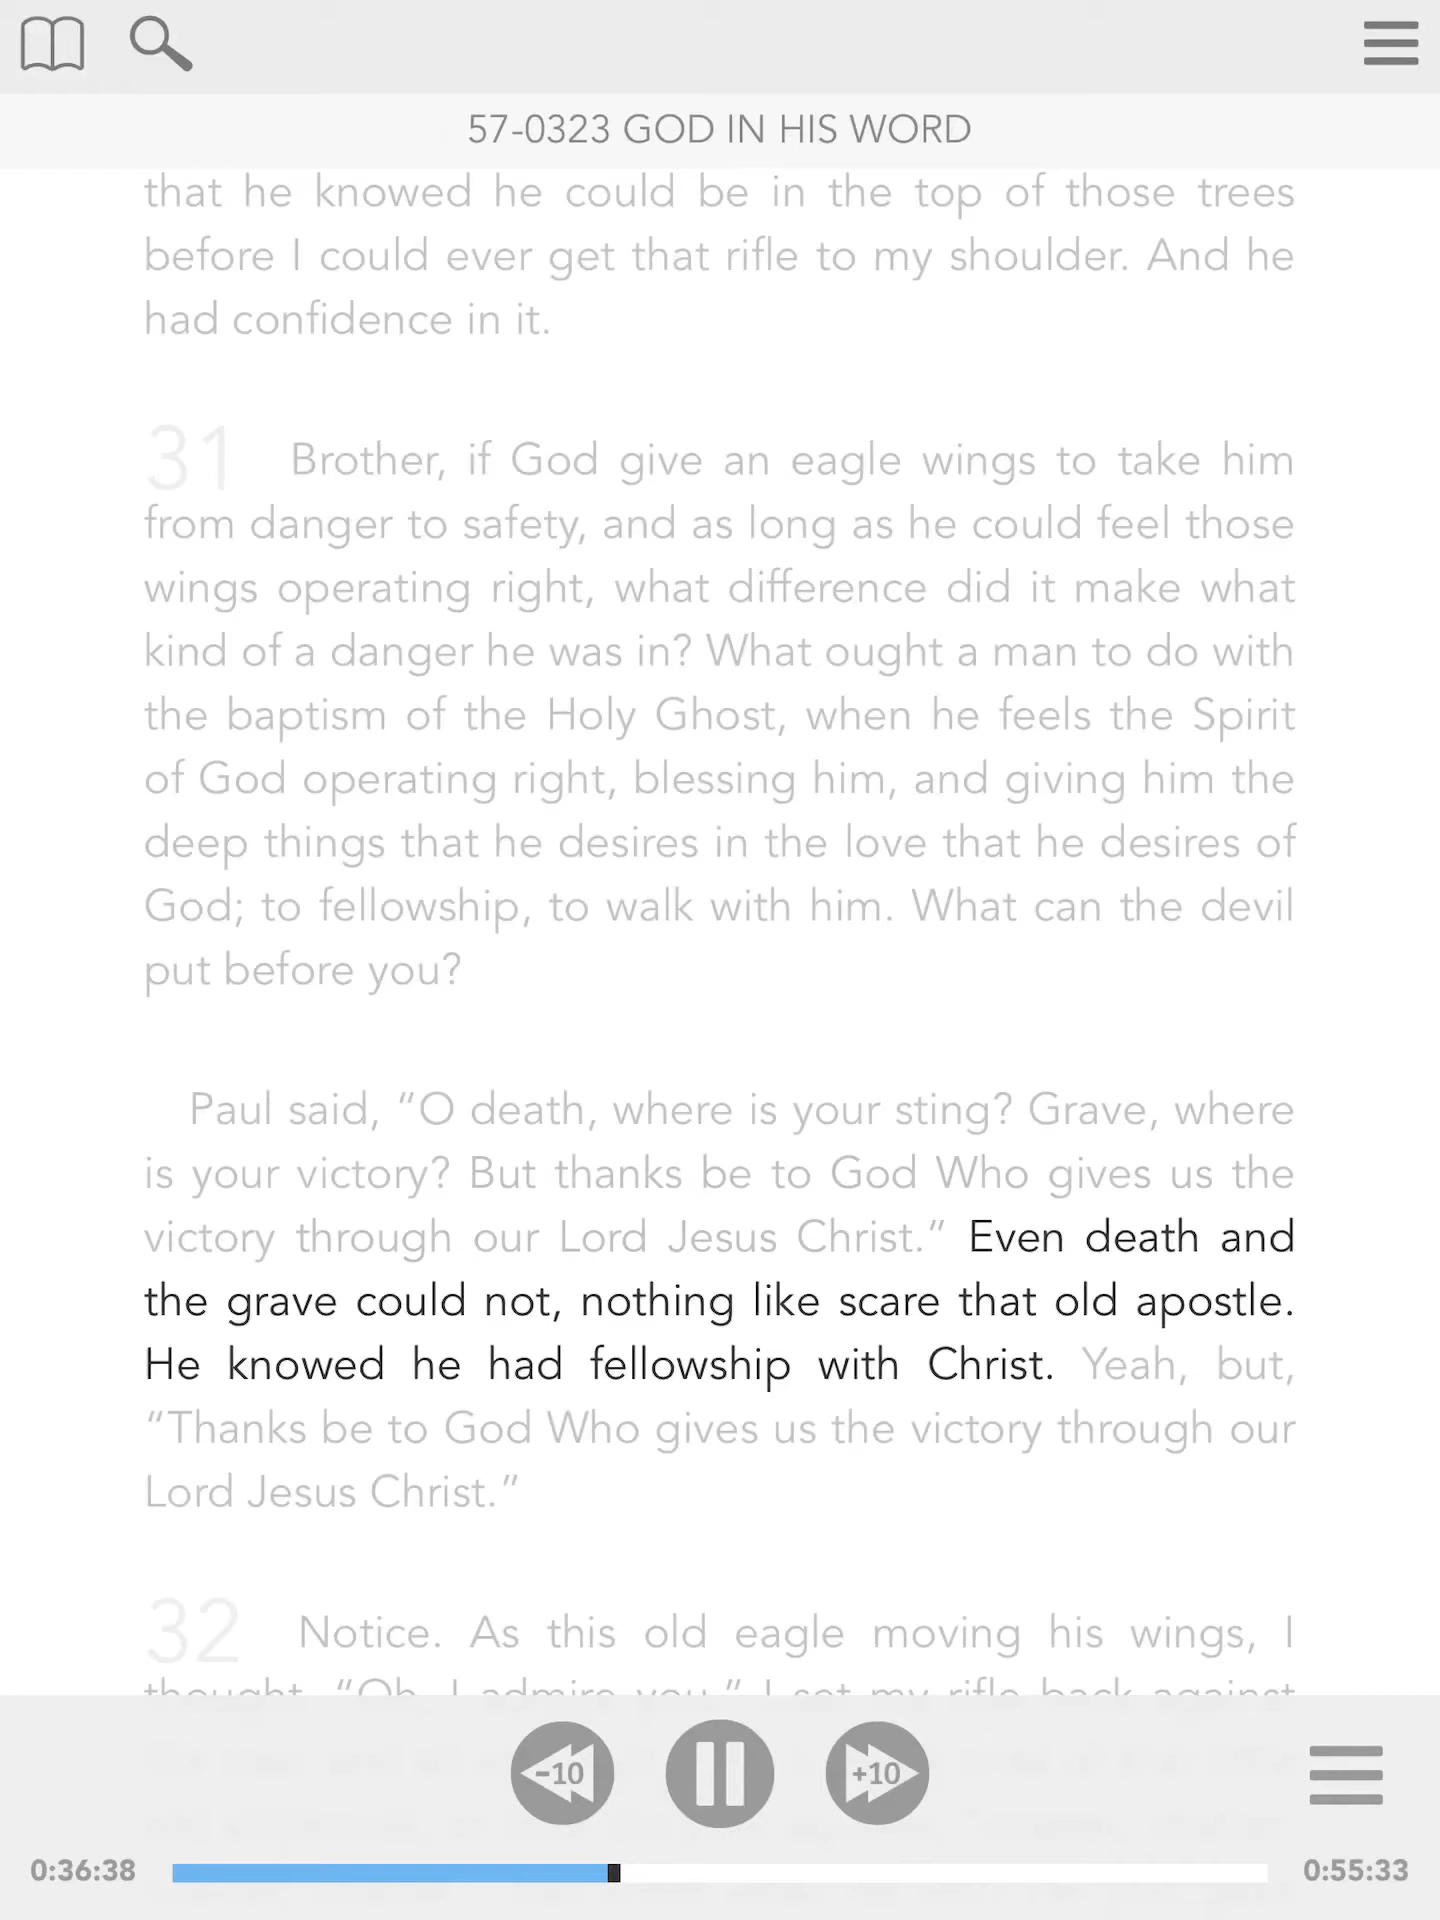 57-0323 GOD IN HIS WORD
that he knowed he could be in the top of those trees
before I could ever get that rifle to my shoulder. And he
had confidence in it.
31 Brother, if God give an eagle wings to take him
from danger to safety, and as long as he could feel those
wings operating right, what difference did it make what
kind of a danger he was in? What ought a man to do with
the baptism of the Holy Ghost, when he feels the Spirit
of God operating right, blessing him, and giving him the
deep things that he desires in the love that he desires of
God; to fellowship, to walk with him. What can the devil
put before you?
Paul said, “O death, where is your sting? Grave, where
is your victory? But thanks be to God Who gives us the
victory through our Lord Jesus Christ.” Even death and
the grave could not, nothing like scare that old apostle.
He knowed he had fellowship with Christ. Yeah, but,
“Thanks be to God Who gives us the victory through our
Lord Jesus Christ.”
32 Notice. As this old eagle moving his wings, I
thought, “Oh, I admire you.” I set my rifle back against
-10 +10
0:36:38 0:55:33